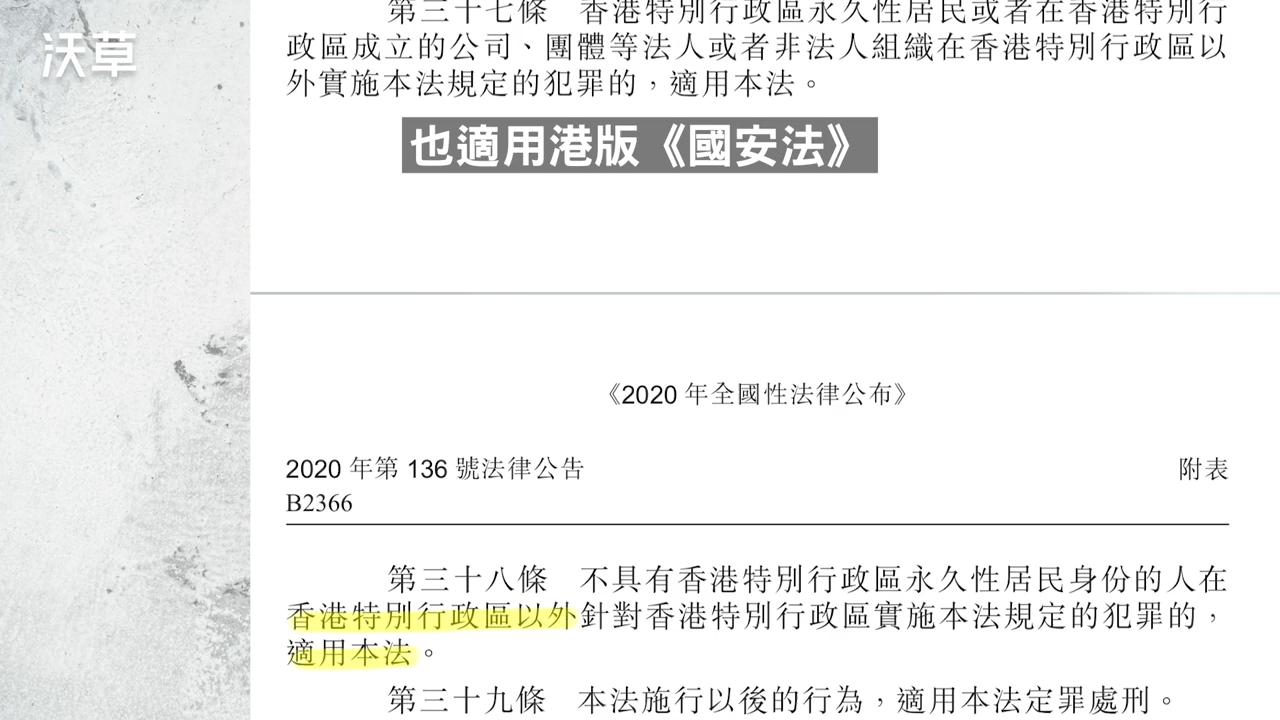 沃草
第三十七條 香港特別行政區永久性居民或者在香港特別行
政區成立的公司、團體等法人或者非法人組織在香港特別行政區以
外實施本法規定的犯罪的，適用本法。
也適用港版《國安法》
《2020 年全國性法律公布》
2020 年第 136 號法律公告 附表
B2366
第三十八條 不具有香港特別行政區永久性居民身份的人在
香港特別行政區以外針對香港特別行政區實施本法規定的犯罪的，
適用本法。
第三十九條 本法施行以後的行為，適用本法定罪處刑。